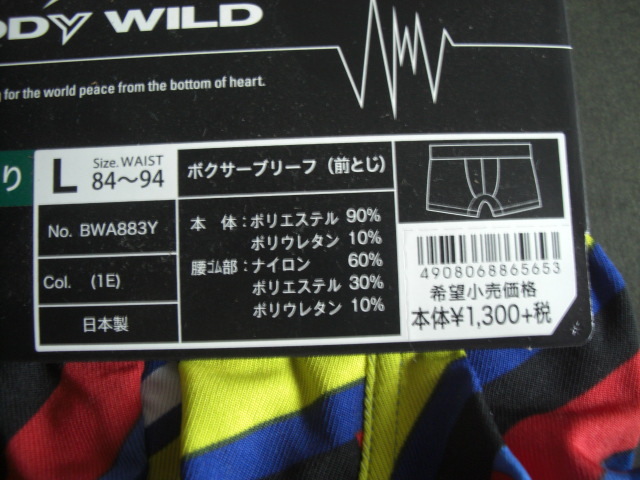 ODY WILD
for the world peace from the bottom of heart.
り
L
Size. WAIST
84〜94
ボクサーブリーフ（前とじ）
No. BWA883Y
Col. (1E)
日本製
本 体：ポリエステル 90%
ポリウレタン 10%
腰ゴム部：ナイロン 60%
ポリエステル 30%
ポリウレタン 10%
4908068865653
希望小売価格
本体¥1,300+税